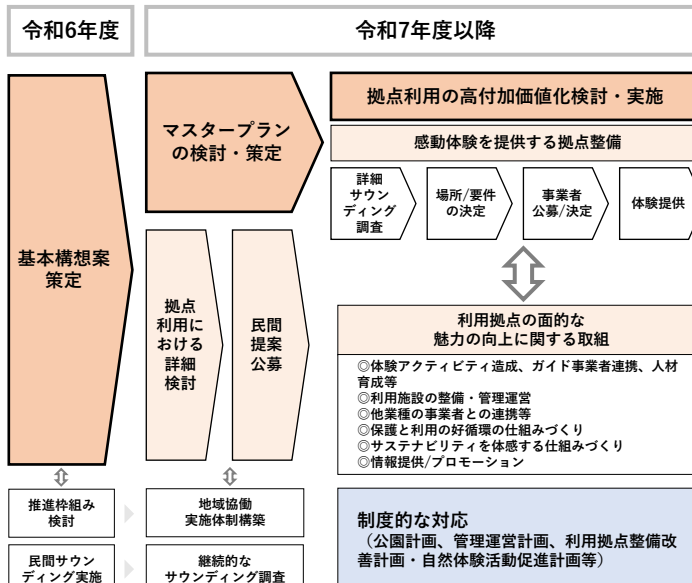 令和6年度
令和7年度以降
基本構想案
策定
マスタープラン
の検討・策定
拠点利用の高付加価値化検討・実施
感動体験を提供する拠点整備
詳細
サウン
ディング
調査
場所/要件
の決定
事業者
公募/決定
体験提供
拠点
利用に
おける
詳細
検討
民間
提案
公募
利用拠点の面的な
魅力の向上に関する取組
◎体験アクティビティ造成、ガイド事業者連携、人材
育成等
◎利用施設の整備・管理運営
◎他業種の事業者との連携等
◎保護と利用の好循環の仕組みづくり
◎サステナビリティを体感する仕組みづくり
◎情報提供/プロモーション
推進枠組み
検討
地域協働
実施体制構築
民間サウン
ディング実施
継続的な
サウンディング調査
制度的な対応
（公園計画、管理運営計画、利用拠点整備改
善計画・自然体験活動促進計画等）